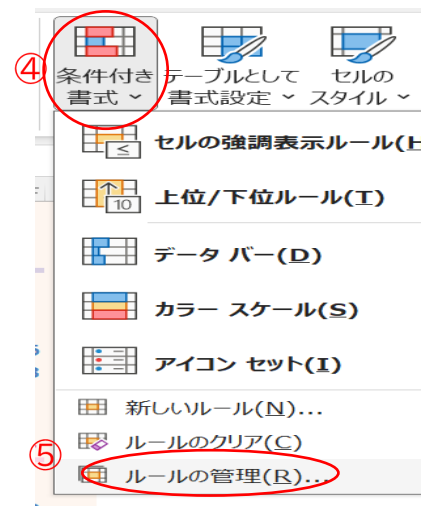 ④
条件付き テーブルとして セルの
書式 書式設定 スタイル
≤
セルの強調表示ルール(H
10
上位/下位ルール(T)
データ バー(D)
カラー スケール(S)
アイコン セット(I)
新しいルール(N)...
ルールのクリア(C)
⑤
ルールの管理(R)...